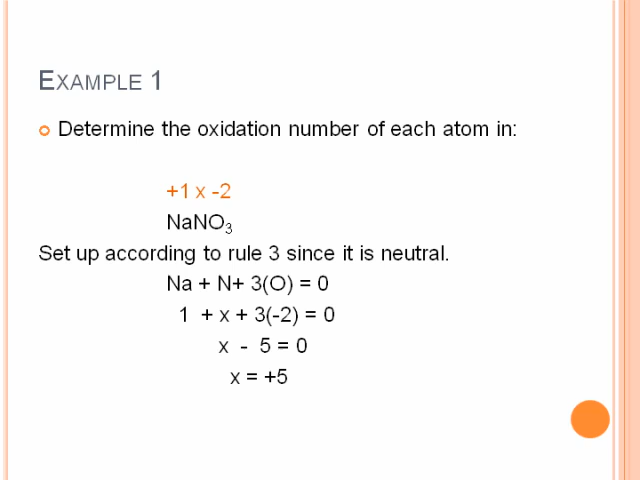 EXAMPLE 1
Determine the oxidation number of each atom in:
+1 x -2
NaNO₃
Set up according to rule 3 since it is neutral.
Na + N+ 3(O) = 0
1 + x + 3(-2) = 0
x - 5 = 0
x = +5